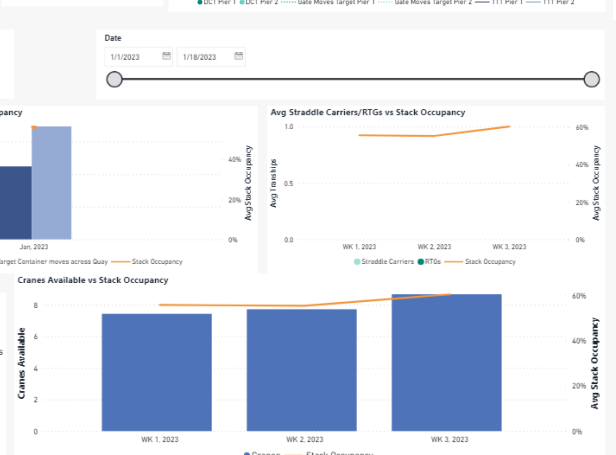 DCT Pier 1 DCT Pier 2 Gate Moves Target Pier 1 Gate Moves Target Pier 2 TTT Pier 1 TTT Pier 2
Date
1/1/2023 1/18/2023
pancy
40%
20%
0%
Avg Stack Occupancy
Jan, 2023
arget Container moves across Quay Stack Occupancy
Avg Straddle Carriers/RTGs vs Stack Occupancy
Avg Tranships
1.0
0.5
0.0
60%
40%
20%
0%
Avg Stack Occupancy
WK 1, 2023 WK 2, 2023 WK 3, 2023
Straddle Carriers RTGs Stack Occupancy
Cranes Available vs Stack Occupancy
s
Cranes Available
8
6
4
2
0
60%
40%
20%
0%
Avg Stack Occupancy
WK 1, 2023 WK 2, 2023 WK 3, 2023
Cranes Stack Occupancy